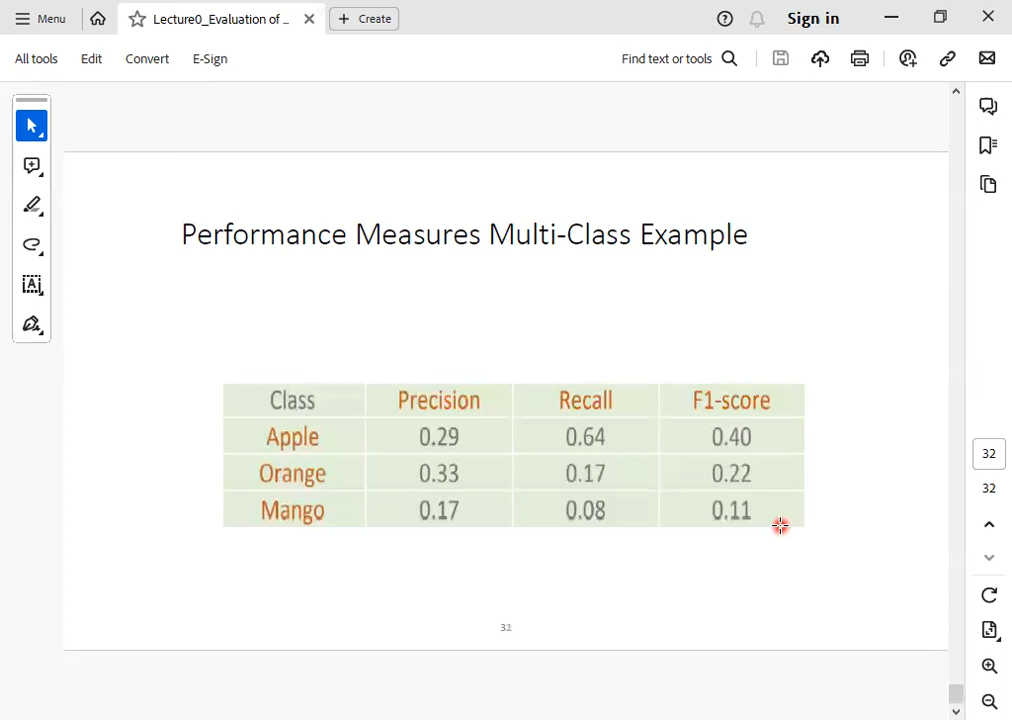 Menu
Lecture0_Evaluation of ...
Create
Sign in
All tools
Edit
Convert
E-Sign
Find text or tools
Performance Measures Multi-Class Example
Class Precision Recall F1-score
Apple 0.29 0.64 0.40
Orange 0.33 0.17 0.22
Mango 0.17 0.08 0.11
32
32
32